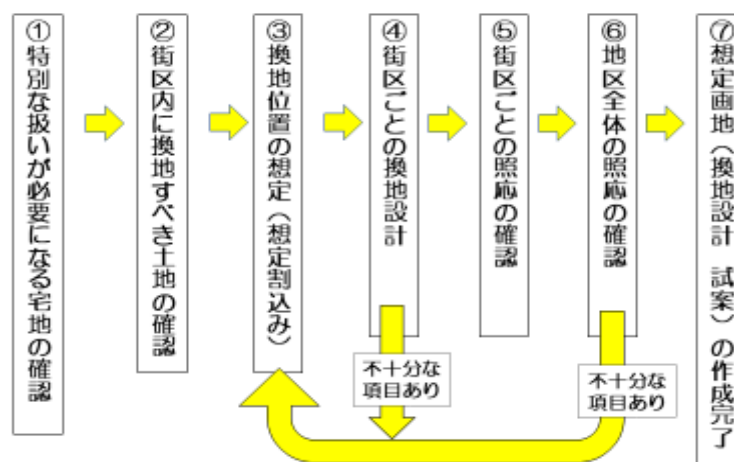 ①特別な扱いが必要になる宅地の確認
②街区内に換地すべき土地の確認
③換地位置の想定（想定割込み）
④街区ごとの換地設計
⑤街区ごとの照応の確認
⑥地区全体の照応の確認
⑦想定画地（換地設計　試案）の作成完了
不十分な
項目あり
不十分な
項目あり